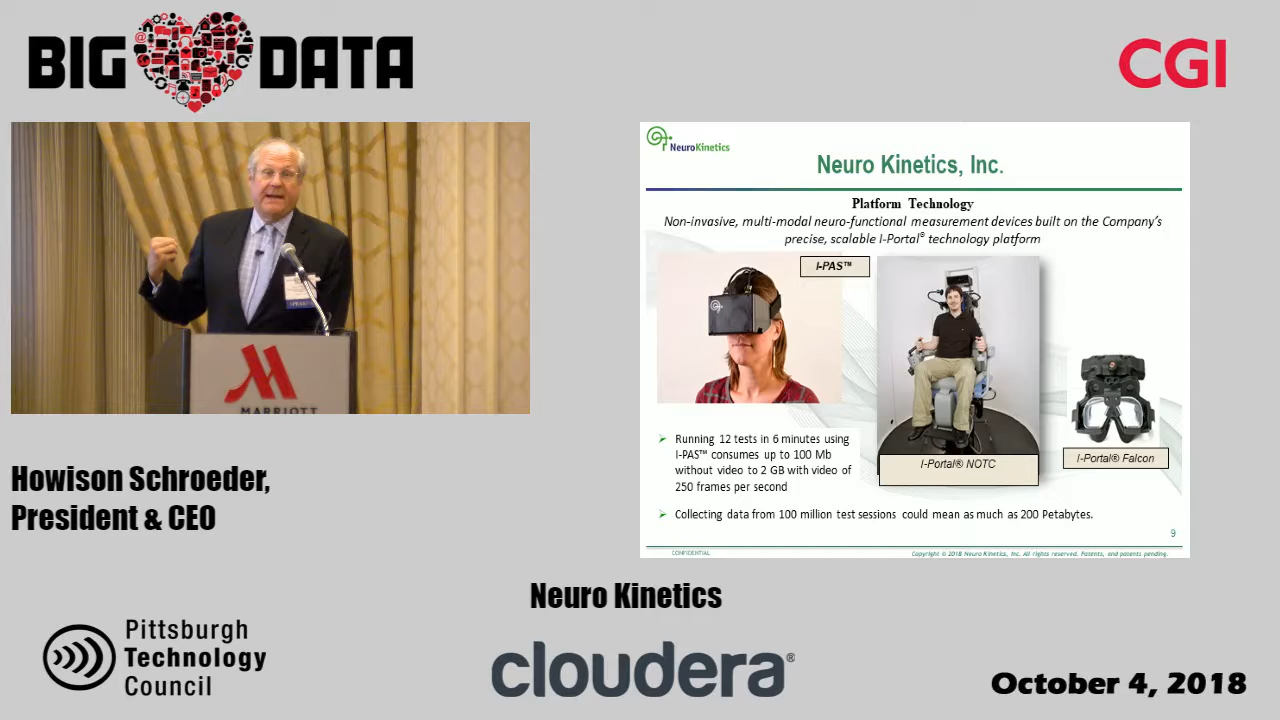 BIG DATA
CGI
NeuroKinetics
Neuro Kinetics, Inc.
Platform Technology
Non-invasive, multi-modal neuro-functional measurement devices built on the Company's
precise, scalable I-Portal® technology platform
I-PAS™
Running 12 tests in 6 minutes using
I-PAS™ consumes up to 100 Mb
without video to 2 GB with video of
250 frames per second
I-Portal® NOTC
I-Portal® Falcon
Collecting data from 100 million test sessions could mean as much as 200 Petabytes.
9
CONFIDENTIAL
Copyright © 2018 Neuro Kinetics, Inc. All rights reserved. Patents, and patents pending.
MARRIOTT
Howison Schroeder,
President & CEO
Neuro Kinetics
Pittsburgh
Technology
Council
cloudera®
October 4, 2018